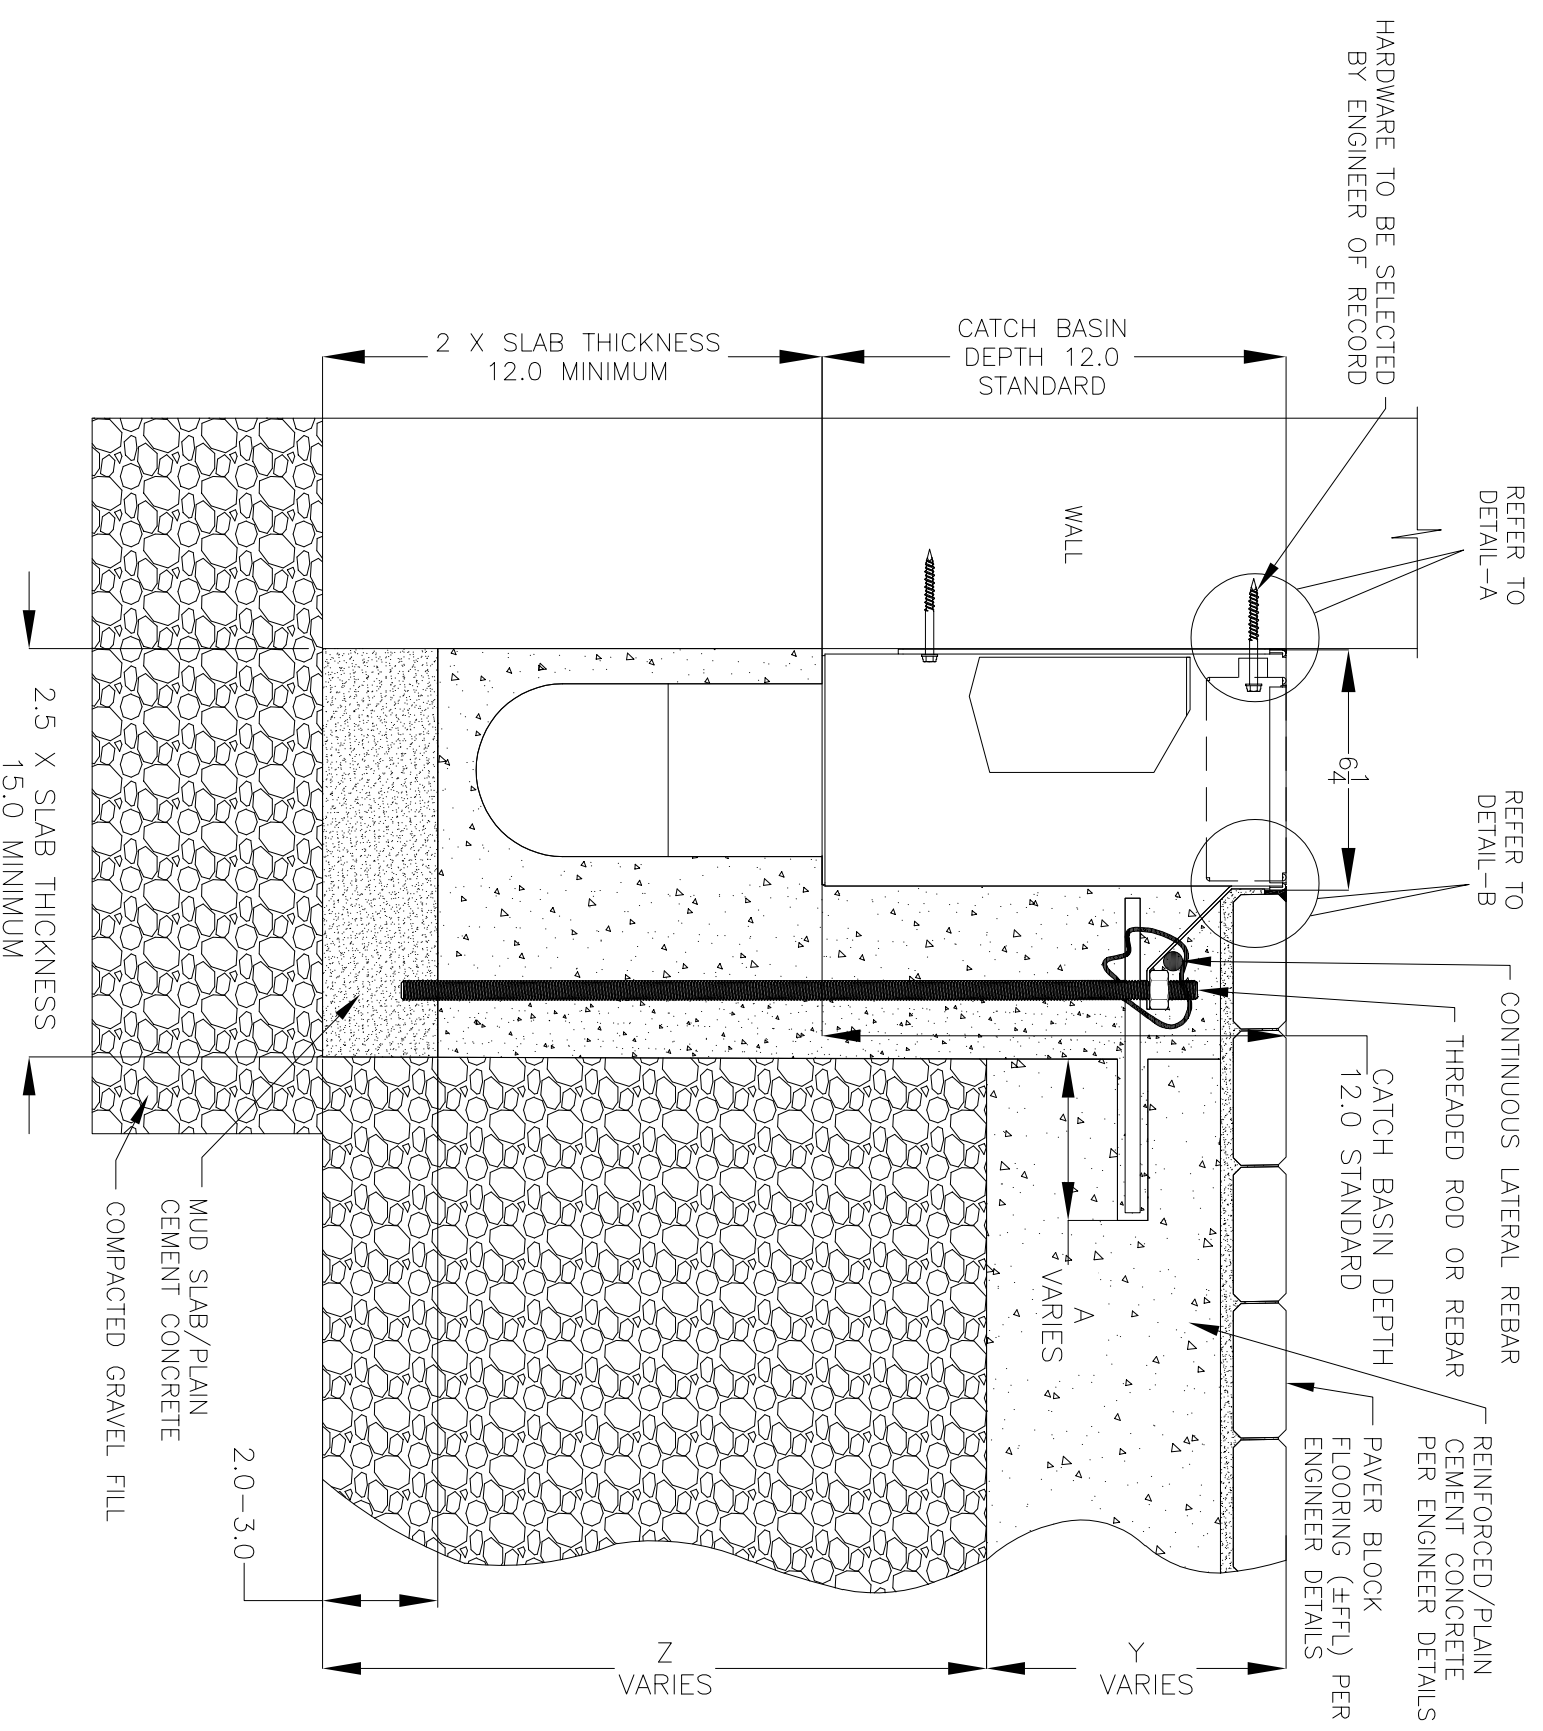 HARDWARE TO BE SELECTED
BY ENGINEER OF RECORD
REFER TO
DETAIL-A
REFER TO
DETAIL-B
CONTINUOUS LATERAL REBAR
THREADED ROD OR REBAR
CATCH BASIN DEPTH
12.0 STANDARD
REINFORCED/PLAIN
CEMENT CONCRETE
PER ENGINEER DETAILS
PAVER BLOCK
FLOORING (±FFL) PER
ENGINEER DETAILS
6 1/4
WALL
CATCH BASIN
DEPTH 12.0
STANDARD
2 X SLAB THICKNESS
12.0 MINIMUM
A
VARIES
Y
VARIES
Z
VARIES
2.0-3.0
MUD SLAB/PLAIN
CEMENT CONCRETE
COMPACTED GRAVEL FILL
2.5 X SLAB THICKNESS
15.0 MINIMUM